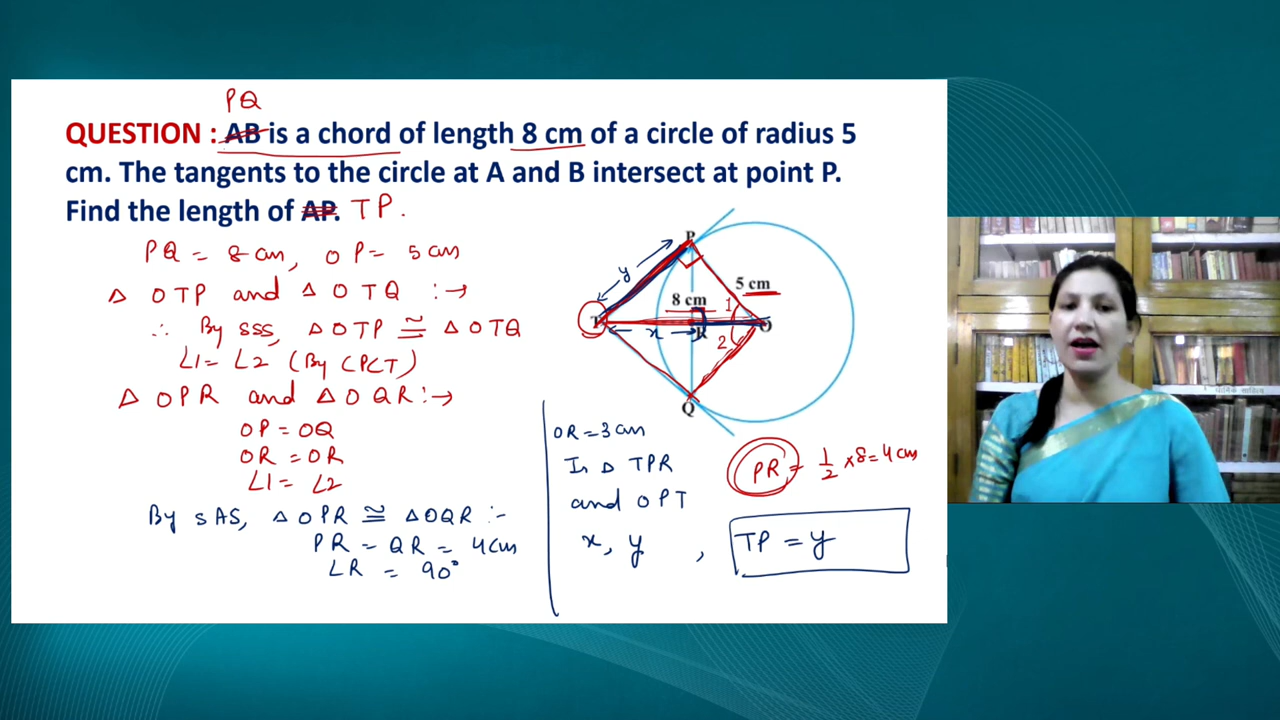 PQ
QUESTION : AB is a chord of length 8 cm of a circle of radius 5
cm. The tangents to the circle at A and B intersect at point P.
Find the length of AP. TP.
PQ = 8 cm, OP = 5 cm
Δ OTP and Δ OTQ :→
∴ By SSS, Δ OTP ≅ Δ OTQ
∠1 = ∠2 (By CPCT)
Δ OPR and Δ OQR :→
OP = OQ
OR = OR
∠1 = ∠2
By SAS, Δ OPR ≅ Δ OQR :-
PR = QR = 4 cm
∠R = 90°
P
y
5 cm
8 cm
1
T
x
R
O
2
Q
OR = 3 cm
In Δ TPR
and OPT
x, y ,
PR = 1/2 × 8 = 4 cm
TP = y